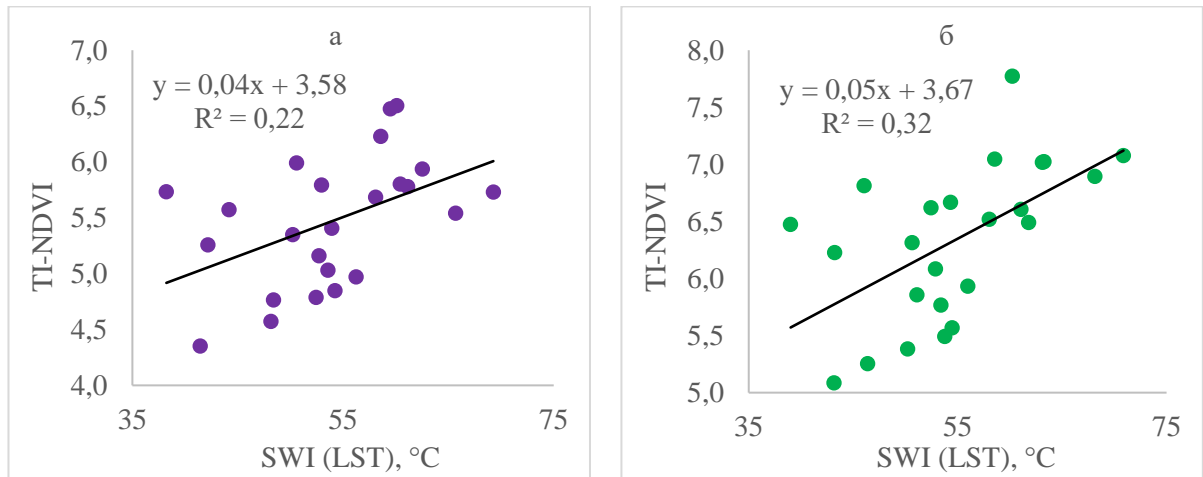 а
y = 0,04x + 3,58
R² = 0,22
7,0
6,5
6,0
5,5
5,0
4,5
4,0
TI-NDVI
35
55
75
SWI (LST), °C
б
y = 0,05x + 3,67
R² = 0,32
8,0
7,5
7,0
6,5
6,0
5,5
5,0
TI-NDVI
35
55
75
SWI (LST), °C